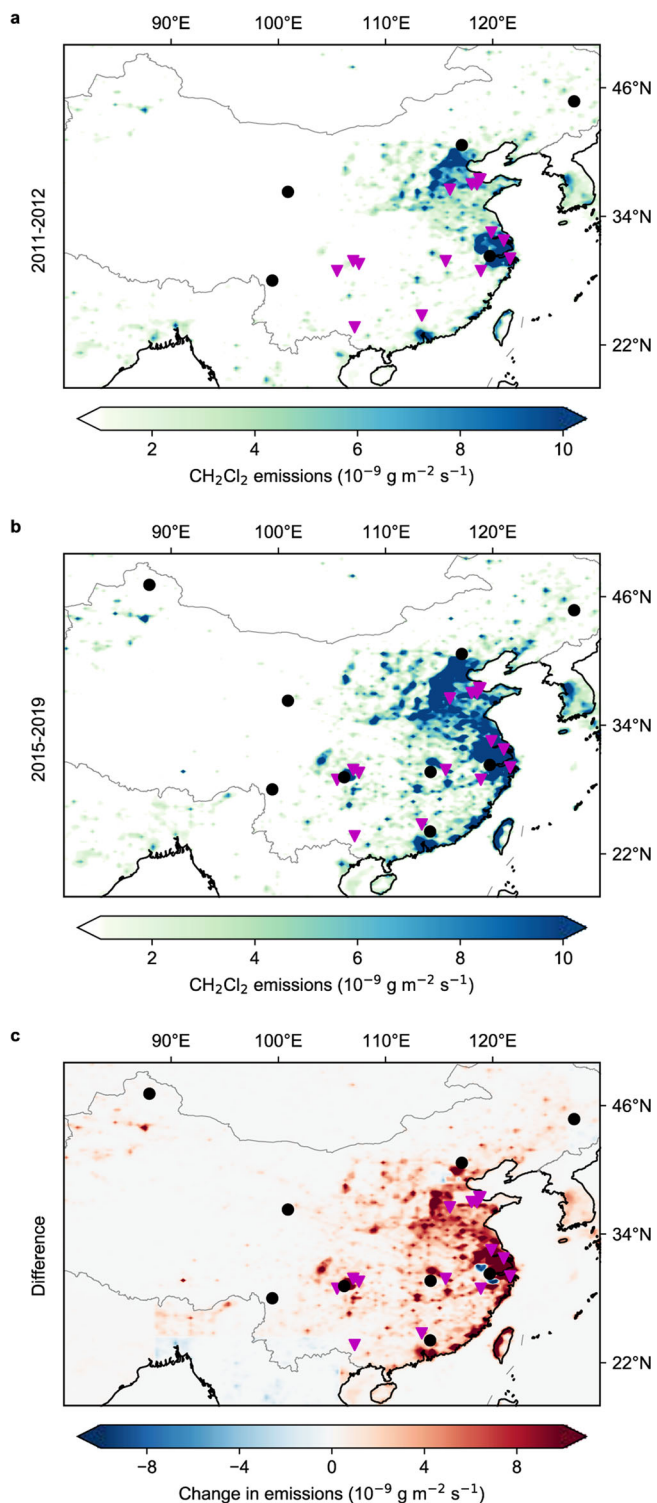 a
90°E 100°E 110°E 120°E
46°N
34°N
22°N
2011-2012
2 4 6 8 10
CH₂Cl₂ emissions (10⁻⁹ g m⁻² s⁻¹)
b
90°E 100°E 110°E 120°E
46°N
34°N
22°N
2015-2019
2 4 6 8 10
CH₂Cl₂ emissions (10⁻⁹ g m⁻² s⁻¹)
c
90°E 100°E 110°E 120°E
46°N
34°N
22°N
Difference
−8 −4 0 4 8
Change in emissions (10⁻⁹ g m⁻² s⁻¹)